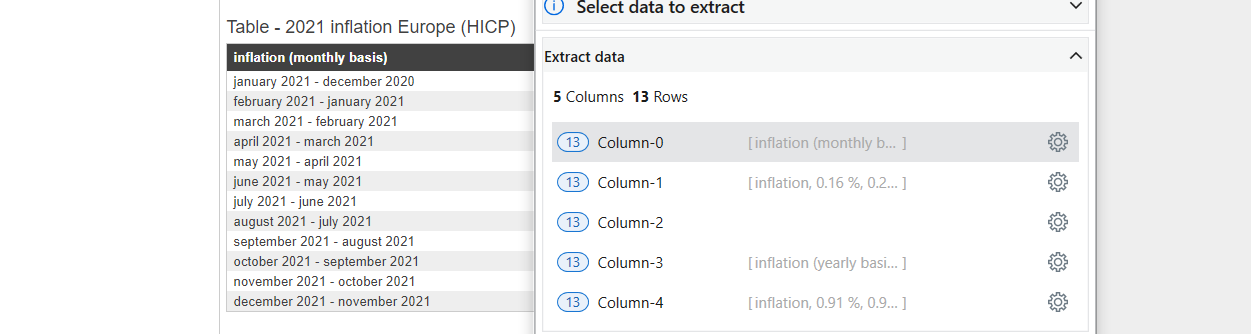 Table - 2021 inflation Europe (HICP)
inflation (monthly basis)
january 2021 - december 2020
february 2021 - january 2021
march 2021 - february 2021
april 2021 - march 2021
may 2021 - april 2021
june 2021 - may 2021
july 2021 - june 2021
august 2021 - july 2021
september 2021 - august 2021
october 2021 - september 2021
november 2021 - october 2021
december 2021 - november 2021
Select data to extract
Extract data
5 Columns 13 Rows
13 Column-0 [ inflation (monthly b... ]
13 Column-1 [ inflation, 0.16 %, 0.2... ]
13 Column-2
13 Column-3 [ inflation (yearly basi... ]
13 Column-4 [ inflation, 0.91 %, 0.9... ]